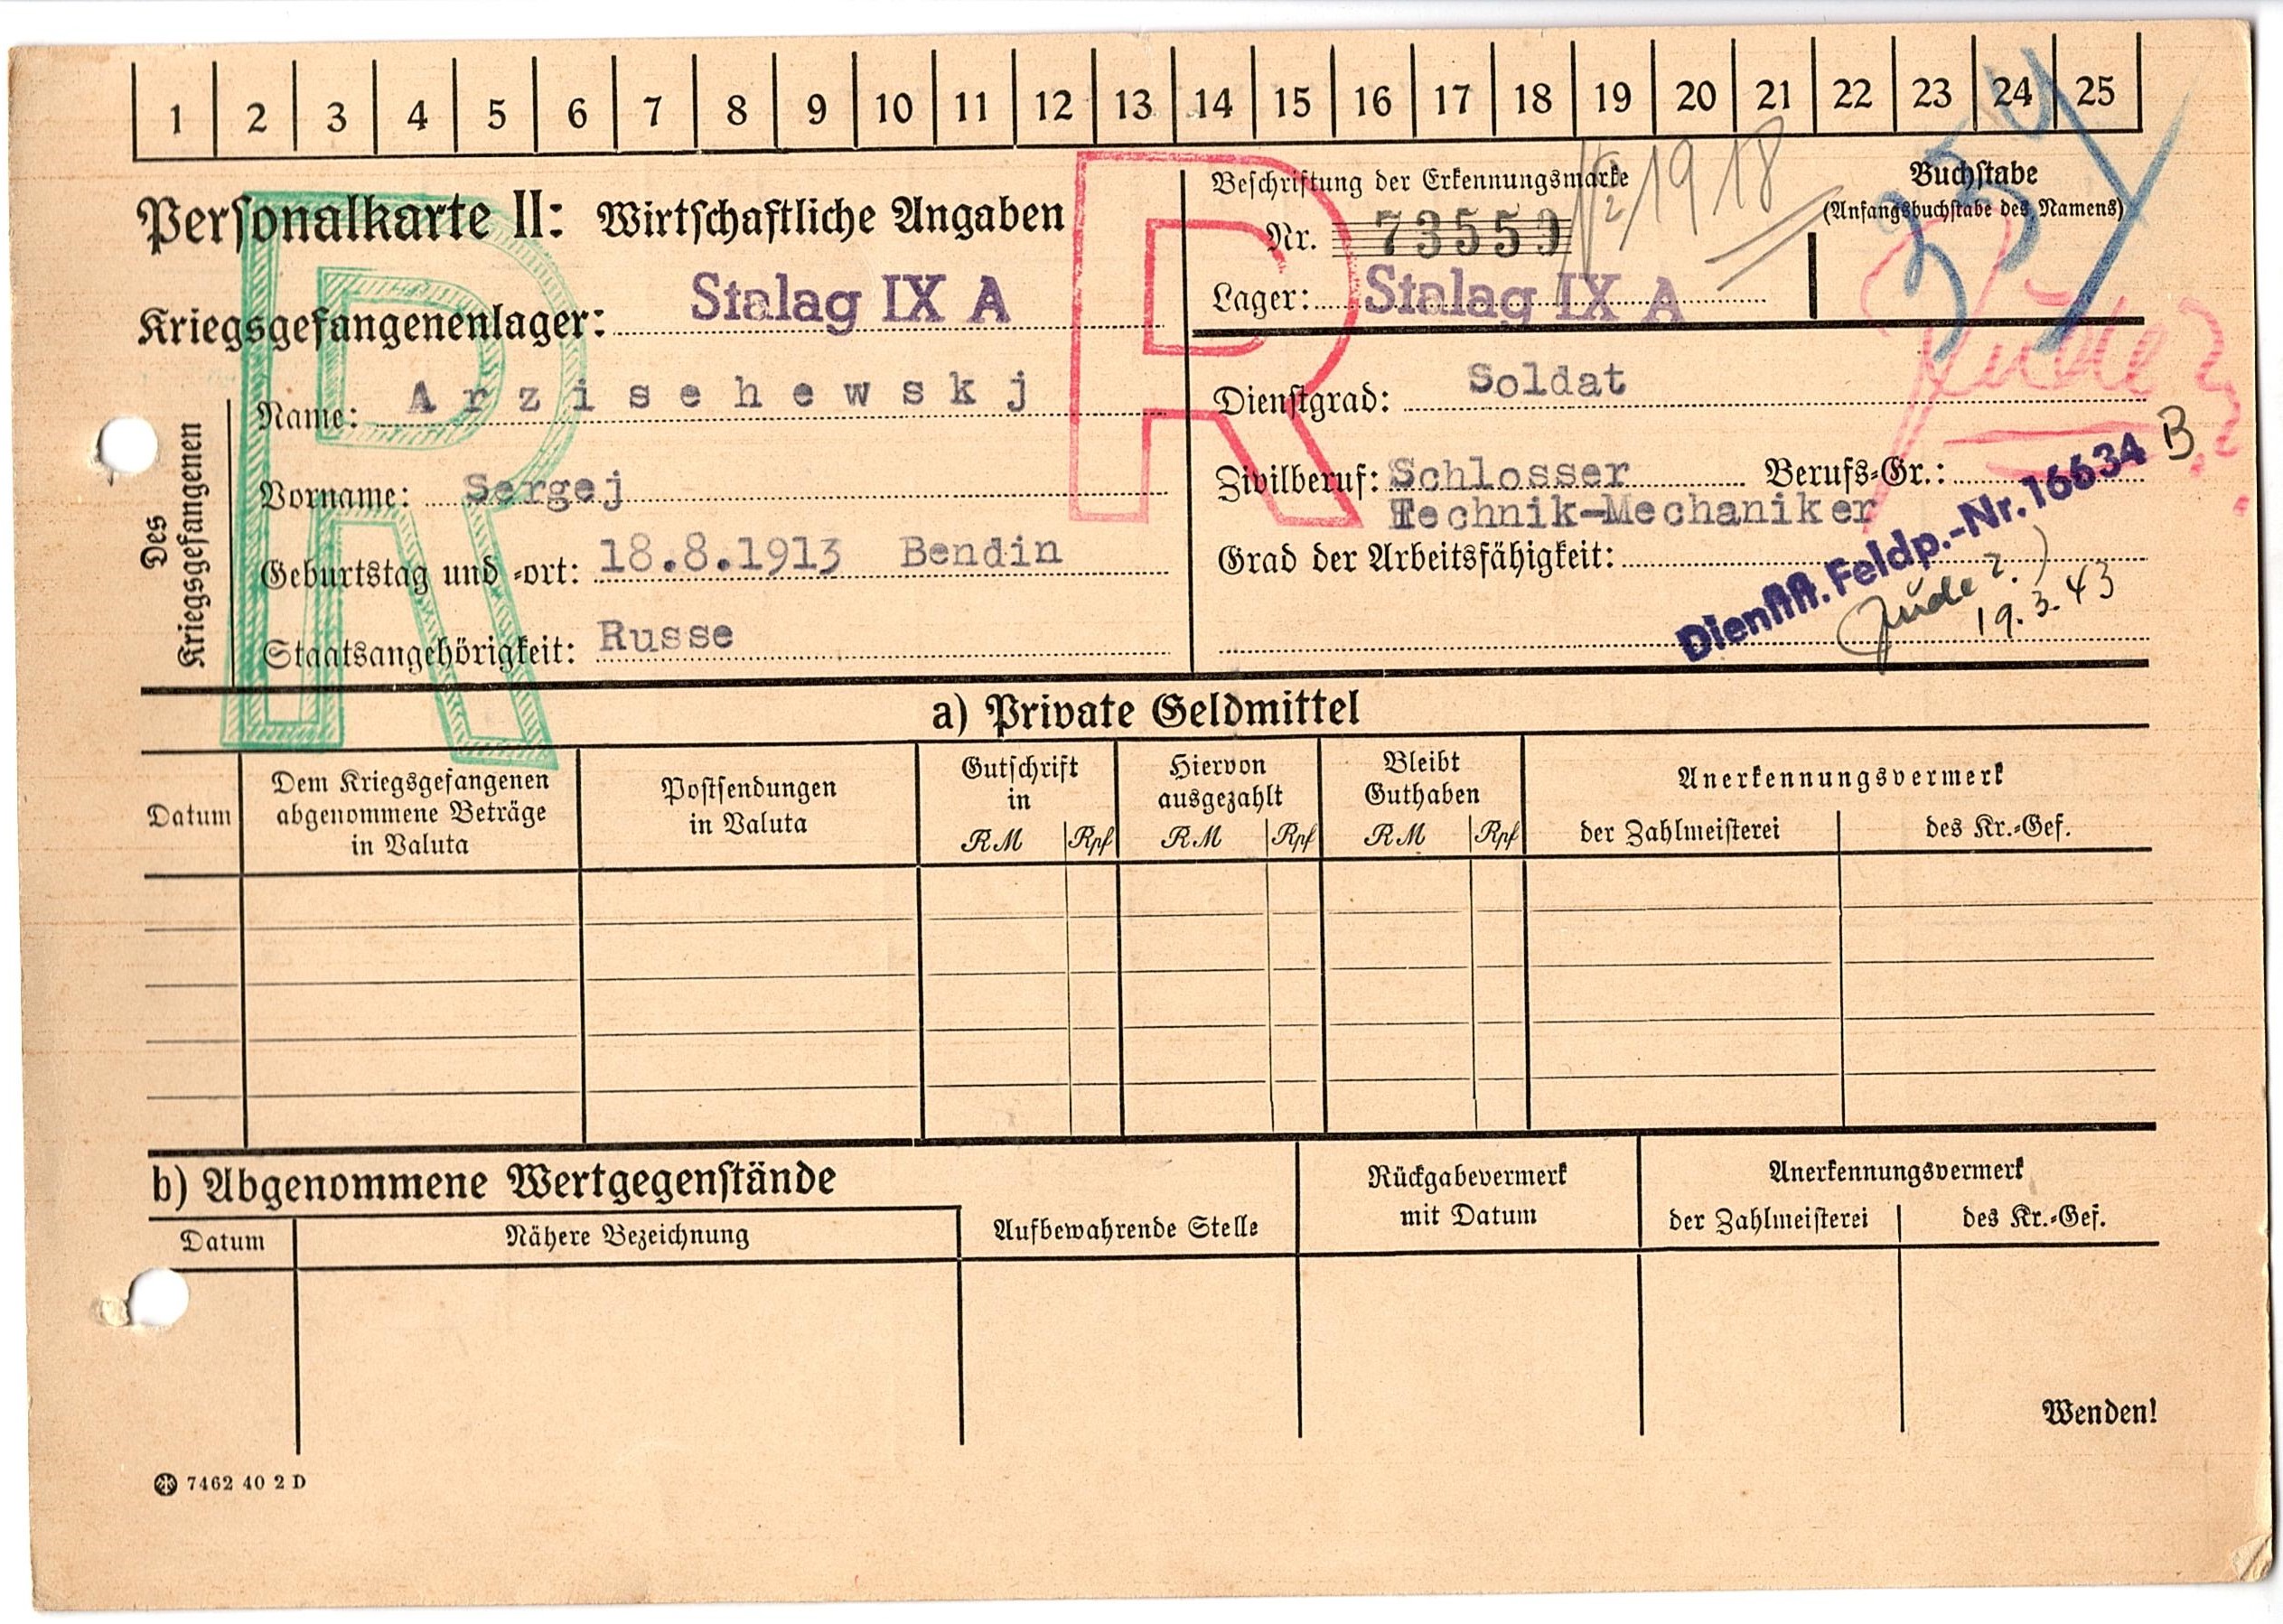 1 2 3 4 5 6 7 8 9 10 11 12 13 14 15 16 17 18 19 20 21 22 23 24 25
Personalkarte II: Wirtschaftliche Angaben
Kriegsgefangenenlager: Stalag IX A
Beschriftung der Erkennungsmarke
Nr. 73559 1918
Lager: Stalag IX A
Buchstabe
(Anfangsbuchstabe des Namens)
R
R
Des Kriegsgefangenen
Name: Arzisehewskj
Vorname: Sergej
Geburtstag und -ort: 18.8.1913 Bendin
Staatsangehörigkeit: Russe
Dienstgrad: Soldat
Jude?
Zivilberuf: Schlosser Berufs-Gr.:
Technik-Mechaniker
B
Grad der Arbeitsfähigkeit:
Dienstst. Feldp.-Nr. 16634
Jude?)
19.3.43
a) Private Geldmittel
Datum
Dem Kriegsgefangenen
abgenommene Beträge
in Valuta
Postsendungen
in Valuta
Gutschrift
in
RM Rpf
Hiervon
ausgezahlt
RM Rpf
Bleibt
Guthaben
RM Rpf
Anerkennungsvermerk
der Zahlmeisterei des Kr.-Gef.
b) Abgenommene Wertgegenstände
Datum Nähere Bezeichnung
Aufbewahrende Stelle
Rückgabevermerk
mit Datum
Anerkennungsvermerk
der Zahlmeisterei des Kr.-Gef.
Wenden!
7462 40 2 D